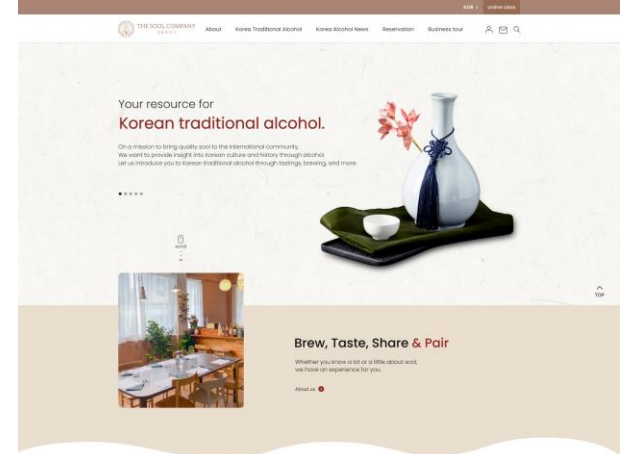 KOR
online class
THE SOOL COMPANY
About
Korea Traditional Alcohol
Korea Alcohol News
Reservation
Business tour
Your resource for
Korean traditional alcohol.
On a mission to bring quality sool to the international community.
We want to provide insight into Korean culture and history through alcohol.
Let us introduce you to Korean traditional alcohol through tastings, brewing, and more.
scroll
TOP
Brew, Taste, Share & Pair
Whether you know a lot or a little about sool,
we have an experience for you.
About us